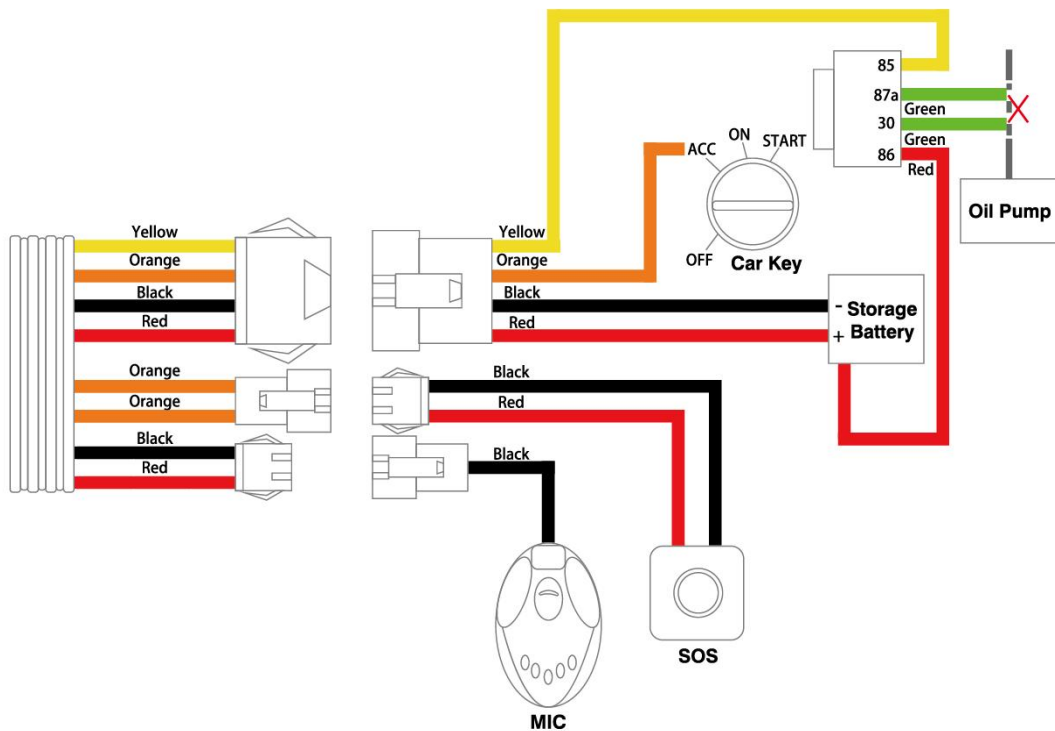 85
87a
Green
30
Green
86
Red
Oil Pump
ACC
ON
START
OFF
Car Key
Yellow
Orange
Black
Red
Yellow
Orange
Black
Red
- Storage
+ Battery
Orange
Orange
Black
Red
Black
Red
Black
MIC
SOS